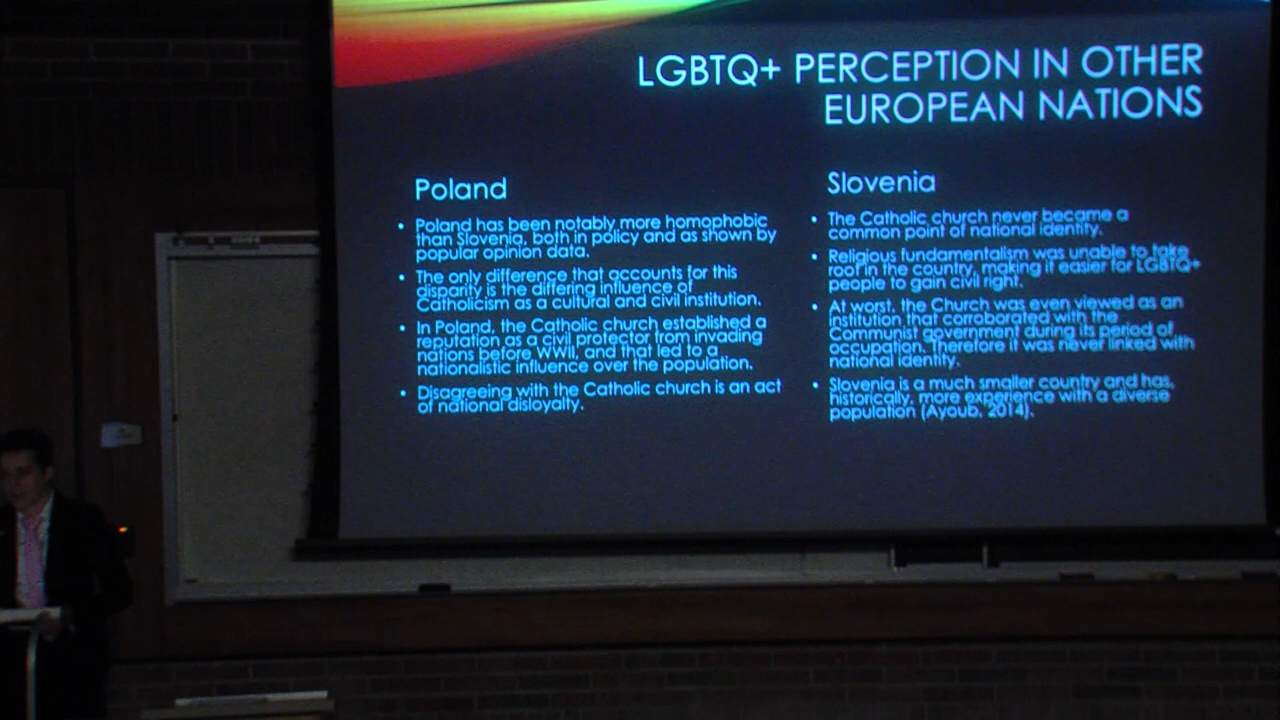 LGBTQ+ PERCEPTION IN OTHER
EUROPEAN NATIONS
Poland
• Poland has been notably more homophobic
than Slovenia, both in policy and as shown by
popular opinion data.
• The only difference that accounts for this
disparity is the differing influence of
Catholicism as a cultural and civil institution.
• In Poland, the Catholic church established a
reputation as a civil protector from invading
nations before WWII, and that led to a
nationalistic influence over the population.
• Disagreeing with the Catholic church is an act
of national disloyalty.
Slovenia
• The Catholic church never became a
common point of national identity.
• Religious fundamentalism was unable to take
roof in the country, making it easier for LGBTQ+
people to gain civil right.
• At worst, the Church was even viewed as an
institution that corroborated with the
Communist government during its period of
occupation. Therefore it was never linked with
national identity.
• Slovenia is a much smaller country and has,
historically, more experience with a diverse
population (Ayoub, 2014).